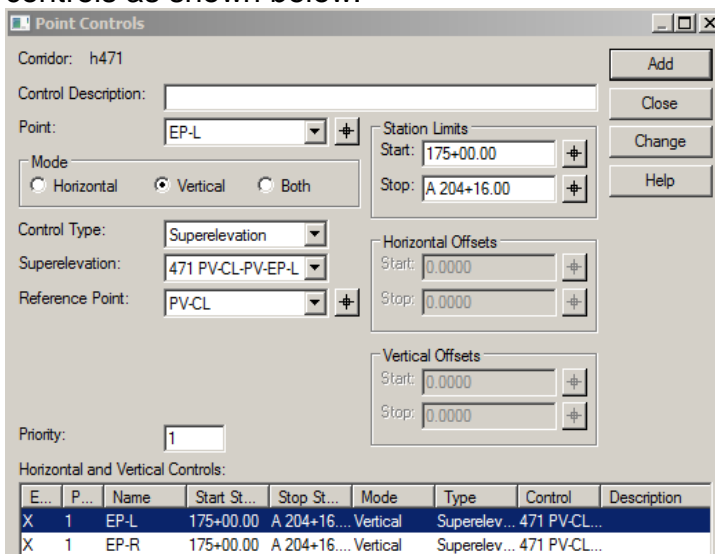 controls as shown below.
Point Controls
Corridor: h471
Add
Control Description:
Close
Point: EP-L
Station Limits
Start: 175+00.00
Change
Mode
Horizontal Vertical Both
Stop: A 204+16.00
Help
Control Type: Superelevation
Horizontal Offsets
Superelevation: 471 PV-CL-PV-EP-L
Start: 0.0000
Reference Point: PV-CL
Stop: 0.0000
Vertical Offsets
Start: 0.0000
Stop: 0.0000
Priority: 1
Horizontal and Vertical Controls:
E... P... Name Start St... Stop St... Mode Type Control Description
X 1 EP-L 175+00.00 A 204+16.... Vertical Superelev... 471 PV-CL...
X 1 EP-R 175+00.00 A 204+16.... Vertical Superelev... 471 PV-CL...